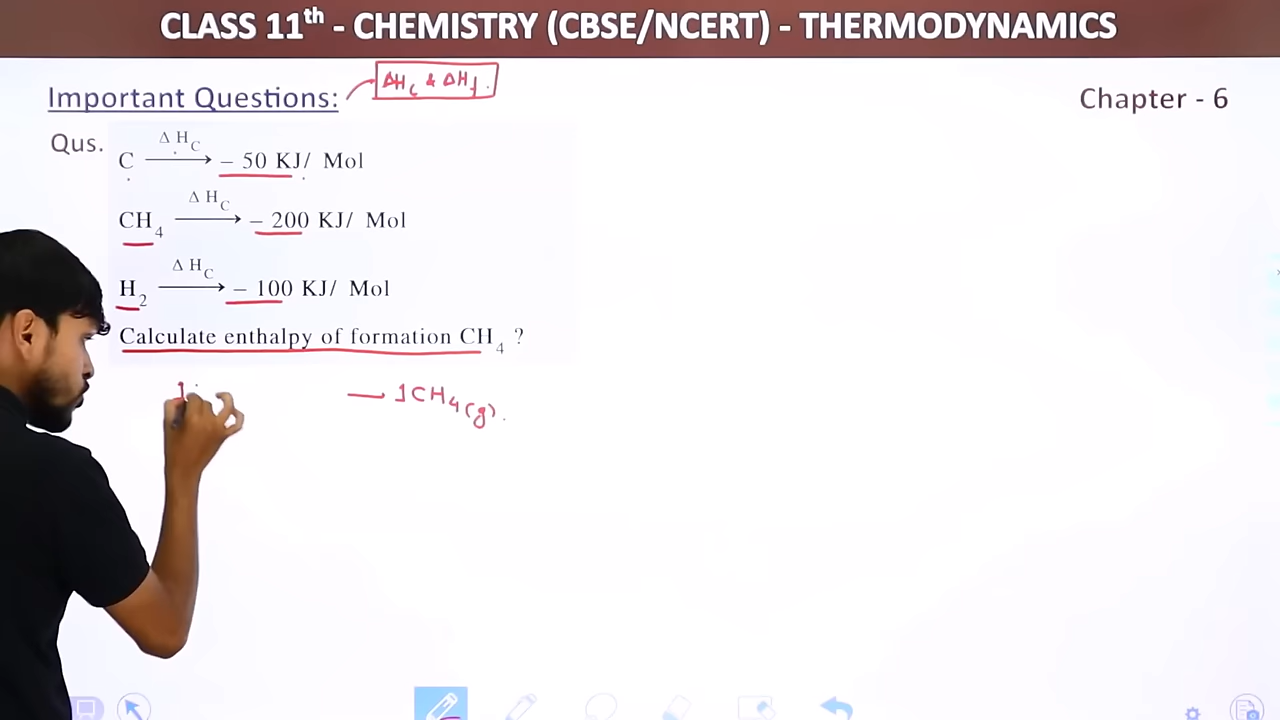 CLASS 11th - CHEMISTRY (CBSE/NCERT) - THERMODYNAMICS
Important Questions: ΔHc & ΔHf.
Chapter - 6
Qus. C ΔHC → – 50 KJ/ Mol
CH4 ΔHC → – 200 KJ/ Mol
H2 ΔHC → – 100 KJ/ Mol
Calculate enthalpy of formation CH4 ?
→ 1CH4(g).